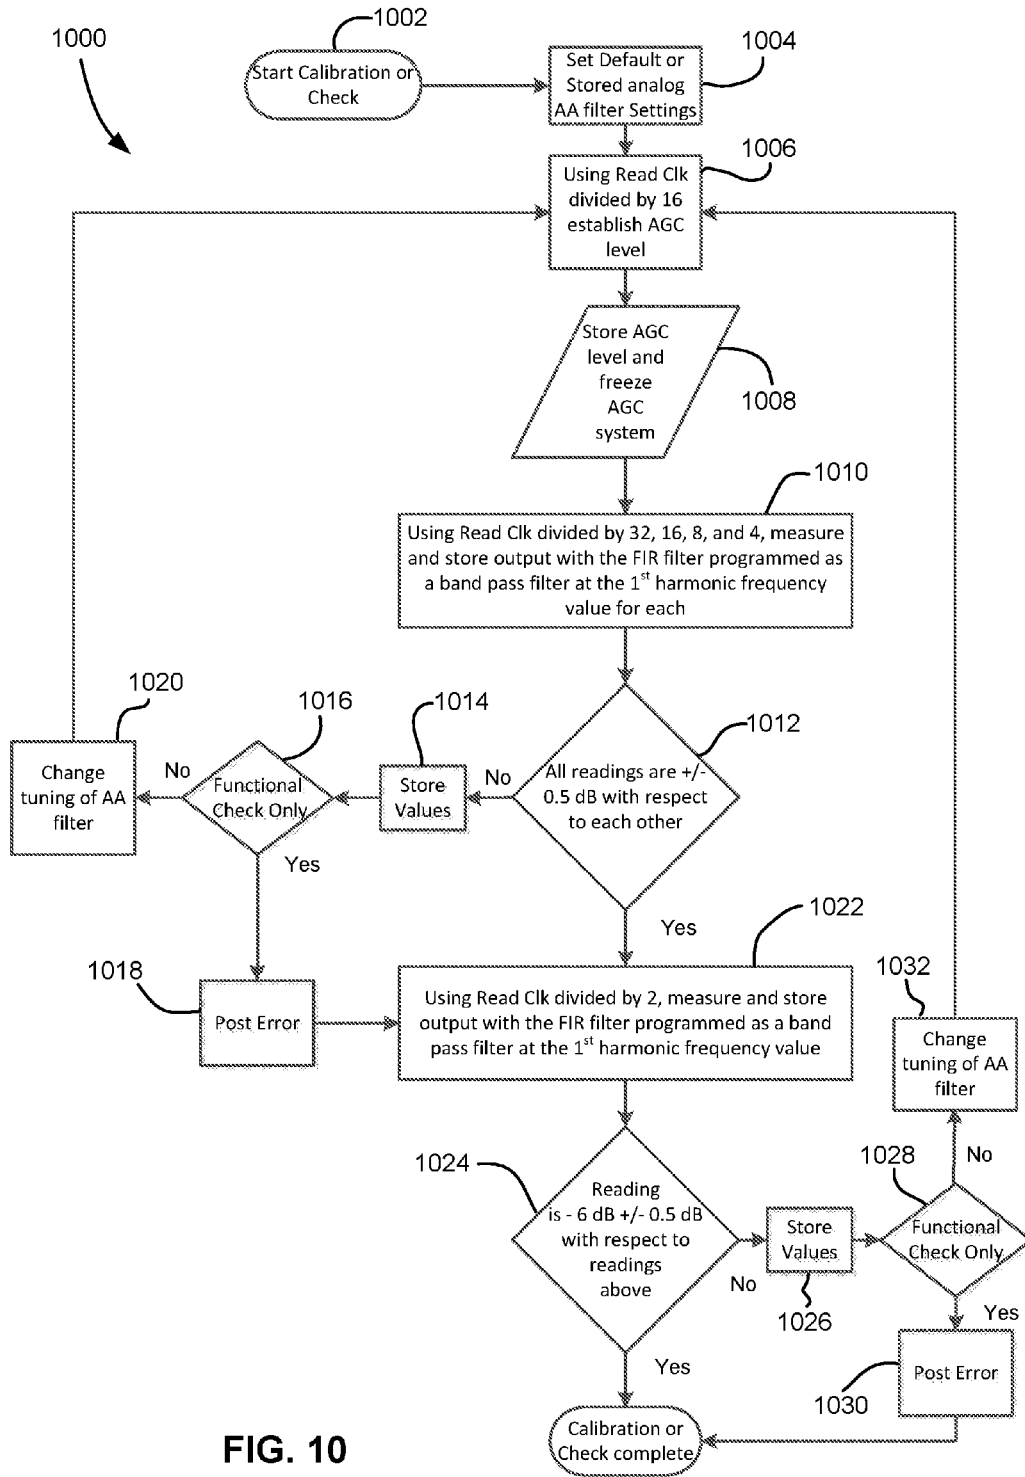 1000
1002
Start Calibration or
Check
1004
Set Default or
Stored analog
AA filter Settings
1006
Using Read Clk
divided by 16
establish AGC
level
Store AGC
level and
freeze
AGC
system
1008
1010
Using Read Clk divided by 32, 16, 8, and 4, measure
and store output with the FIR filter programmed as
a band pass filter at the 1st harmonic frequency
value for each
1012
All readings are +/-
0.5 dB with respect
to each other
No
Yes
1014
Store
Values
1016
Functional
Check Only
No
Yes
1020
Change
tuning of AA
filter
1018
Post Error
1022
Using Read Clk divided by 2, measure and store
output with the FIR filter programmed as a band
pass filter at the 1st harmonic frequency value
1024
Reading
is - 6 dB +/- 0.5 dB
with respect to
readings
above
No
Yes
Store
Values
1026
1028
Functional
Check Only
No
Yes
1032
Change
tuning of AA
filter
Post Error
1030
Calibration or
Check complete
FIG. 10